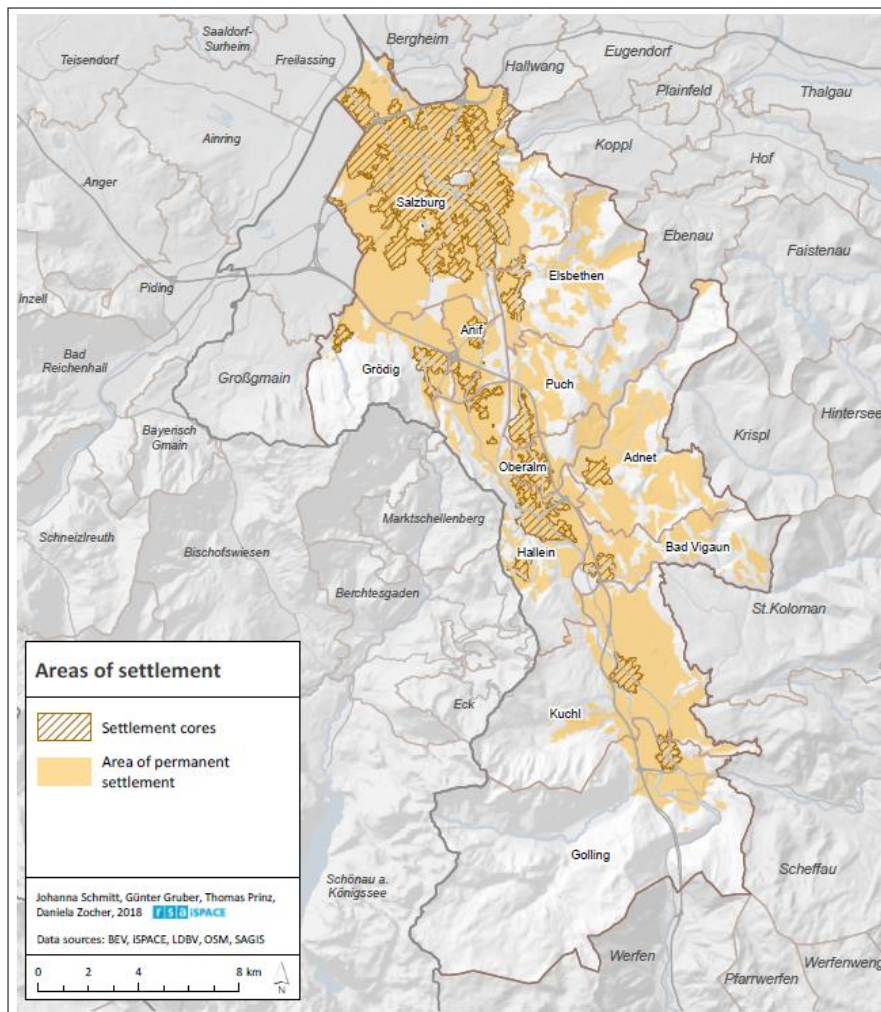 Saaldorf-
Surheim
Teisendorf
Freilassing
Bergheim
Hallwang
Eugendorf
Plainfeld
Thalgau
Ainring
Koppl
Hof
Anger
Salzburg
Ebenau
Faistenau
Elsbethen
Piding
Inzell
Anif
Bad
Reichenhall
Großgmain
Grödig
Puch
Hintersee
Bayerisch
Gmain
Krispl
Adnet
Oberalm
Marktschellenberg
Schneizlreuth
Bischofswiesen
Hallein
Bad Vigaun
Berchtesgaden
St.Koloman
Eck
Kuchl
Golling
Scheffau
Schönau a.
Königssee
Werfen
Pfarrwerfen
Werfenweng
Areas of settlement
Settlement cores
Area of permanent
settlement
Johanna Schmitt, Günter Gruber, Thomas Prinz,
Daniela Zocher, 2018 rsa iSPACE
Data sources: BEV, iSPACE, LDBV, OSM, SAGIS
0 2 4 8 km
N